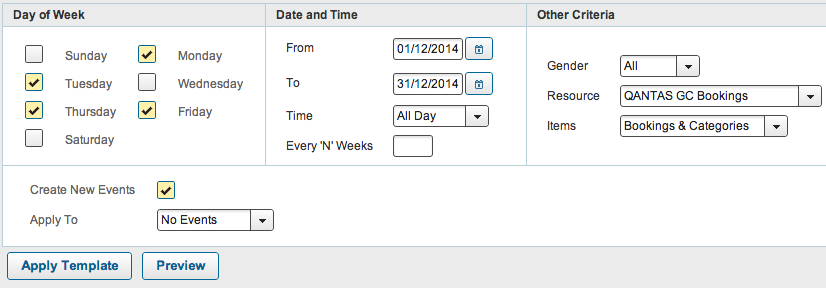 Day of Week
Sunday Monday
Tuesday Wednesday
Thursday Friday
Saturday
Date and Time
From 01/12/2014
To 31/12/2014
Time All Day
Every 'N' Weeks
Other Criteria
Gender All
Resource QANTAS GC Bookings
Items Bookings & Categories
Create New Events
Apply To No Events
Apply Template Preview